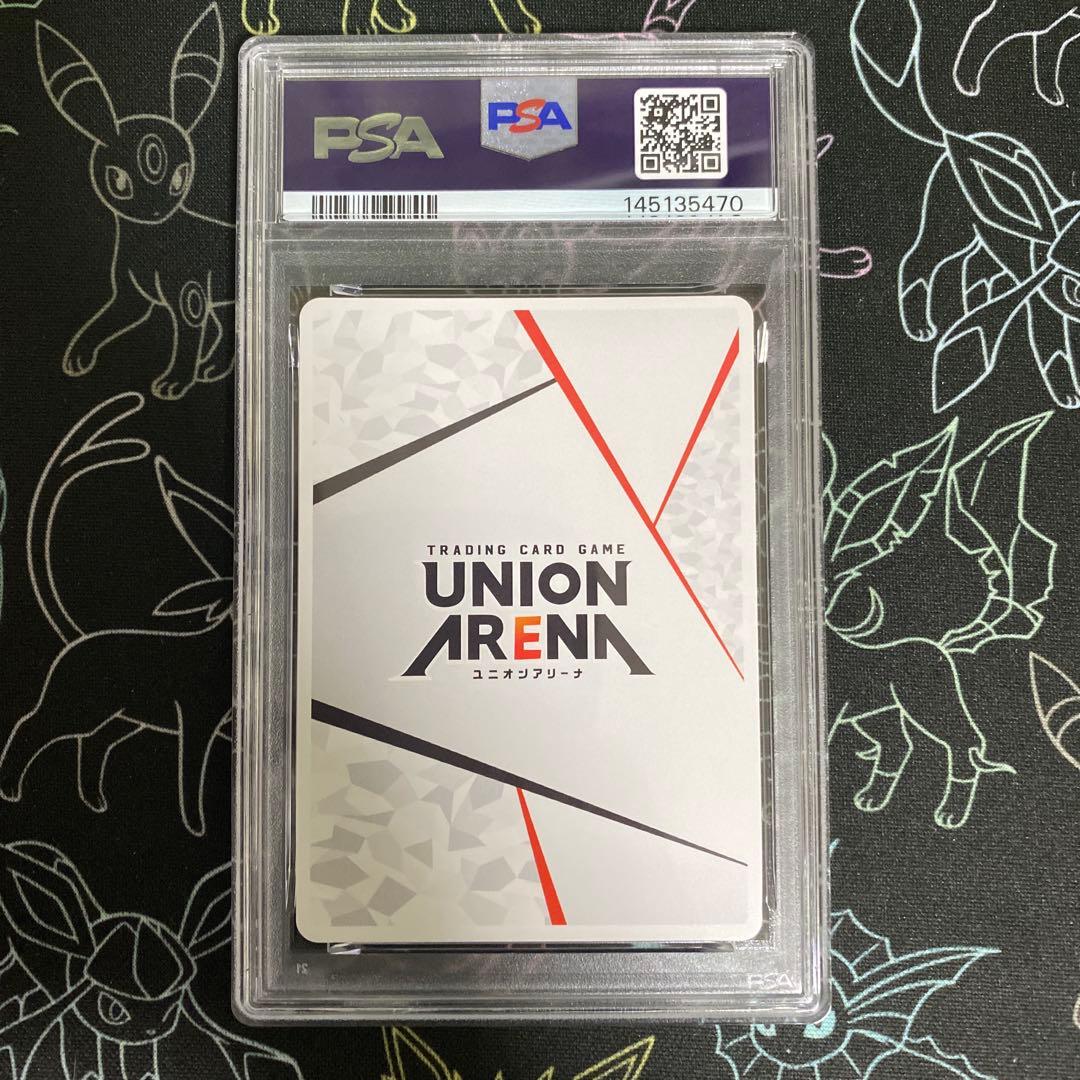 PSA
PSA
145135470
TRADING CARD GAME
UNION
ARENA
ユニオンアリーナ
PSA